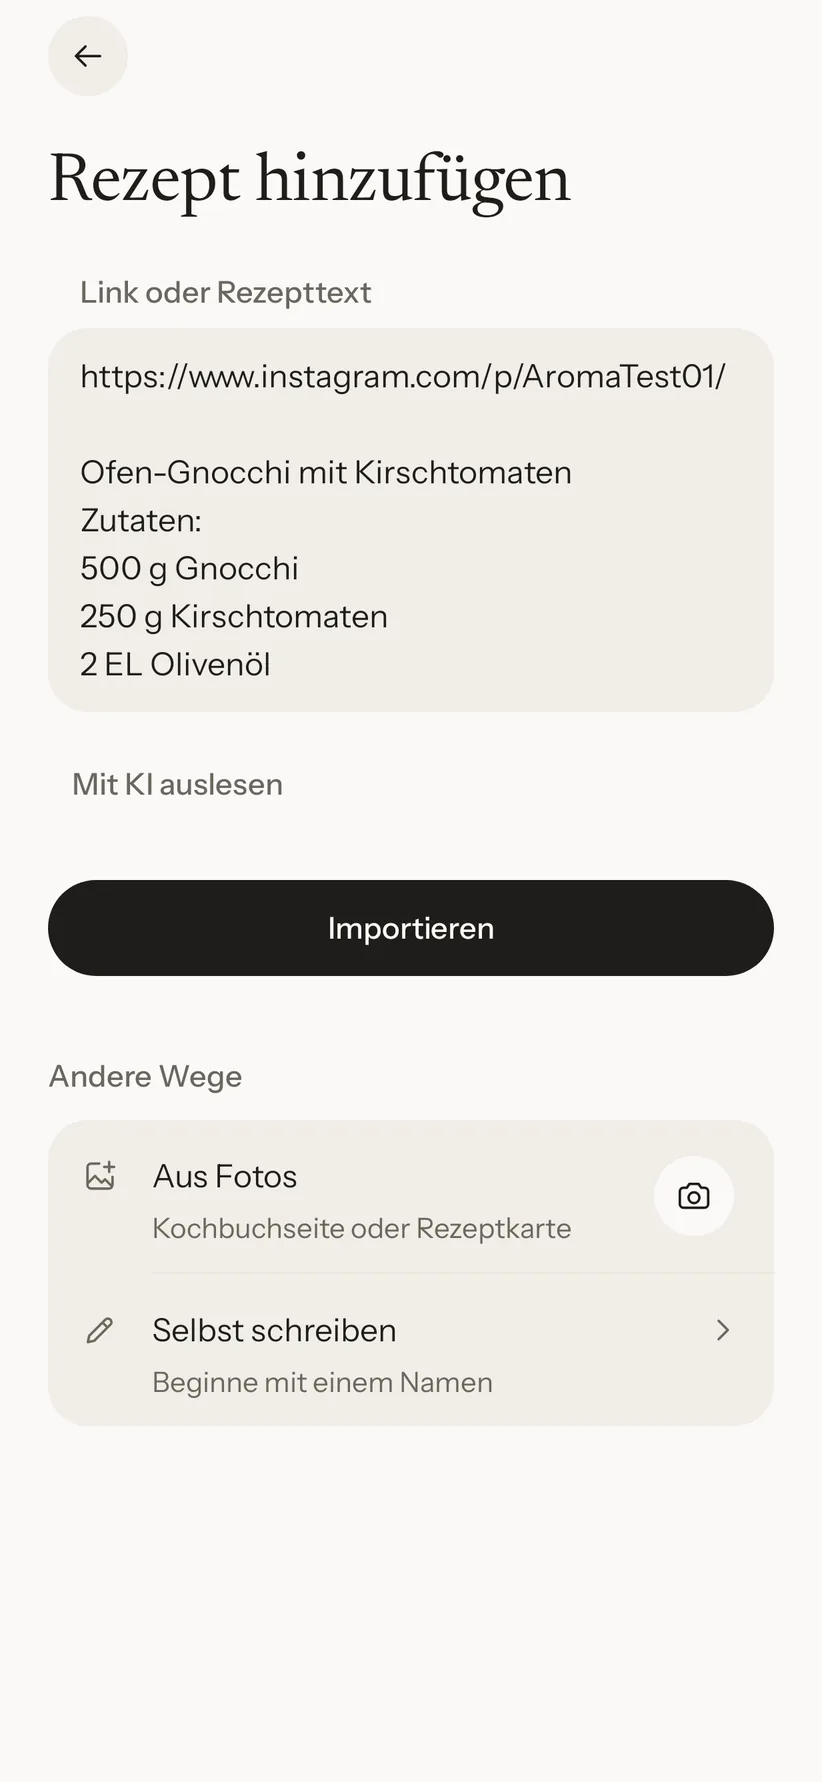 Rezept hinzufügen
Link oder Rezepttext
https://www.instagram.com/p/AromaTest01/
Ofen-Gnocchi mit Kirschtomaten
Zutaten:
500 g Gnocchi
250 g Kirschtomaten
2 EL Olivenöl
Mit KI auslesen
Importieren
Andere Wege
Aus Fotos
Kochbuchseite oder Rezeptkarte
Selbst schreiben
Beginne mit einem Namen